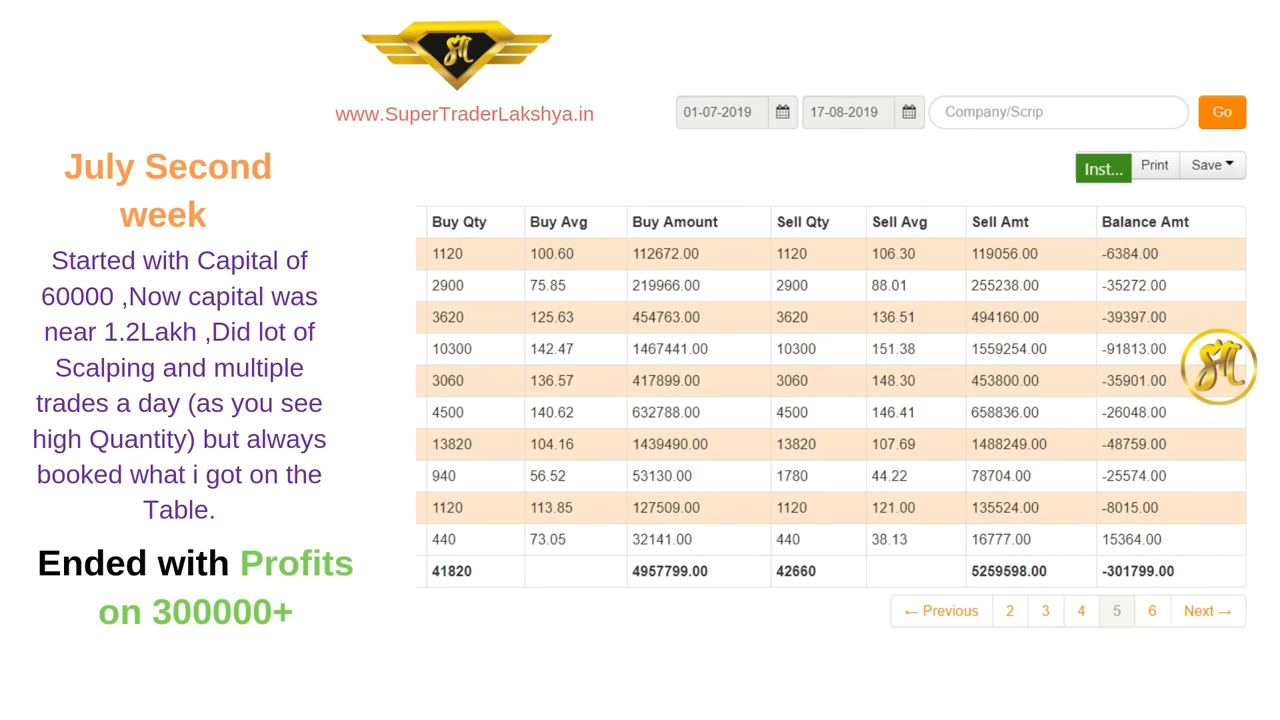 www.SuperTraderLakshya.in
01-07-2019 17-08-2019 Company/Scrip Go
Inst... Print Save
July Second
week
Started with Capital of
60000 ,Now capital was
near 1.2Lakh ,Did lot of
Scalping and multiple
trades a day (as you see
high Quantity) but always
booked what i got on the
Table.
Ended with Profits
on 300000+
Buy Qty Buy Avg Buy Amount Sell Qty Sell Avg Sell Amt Balance Amt
1120 100.60 112672.00 1120 106.30 119056.00 -6384.00
2900 75.85 219966.00 2900 88.01 255238.00 -35272.00
3620 125.63 454763.00 3620 136.51 494160.00 -39397.00
10300 142.47 1467441.00 10300 151.38 1559254.00 -91813.00
3060 136.57 417899.00 3060 148.30 453800.00 -35901.00
4500 140.62 632788.00 4500 146.41 658836.00 -26048.00
13820 104.16 1439490.00 13820 107.69 1488249.00 -48759.00
940 56.52 53130.00 1780 44.22 78704.00 -25574.00
1120 113.85 127509.00 1120 121.00 135524.00 -8015.00
440 73.05 32141.00 440 38.13 16777.00 15364.00
41820 4957799.00 42660 5259598.00 -301799.00
← Previous 2 3 4 5 6 Next →